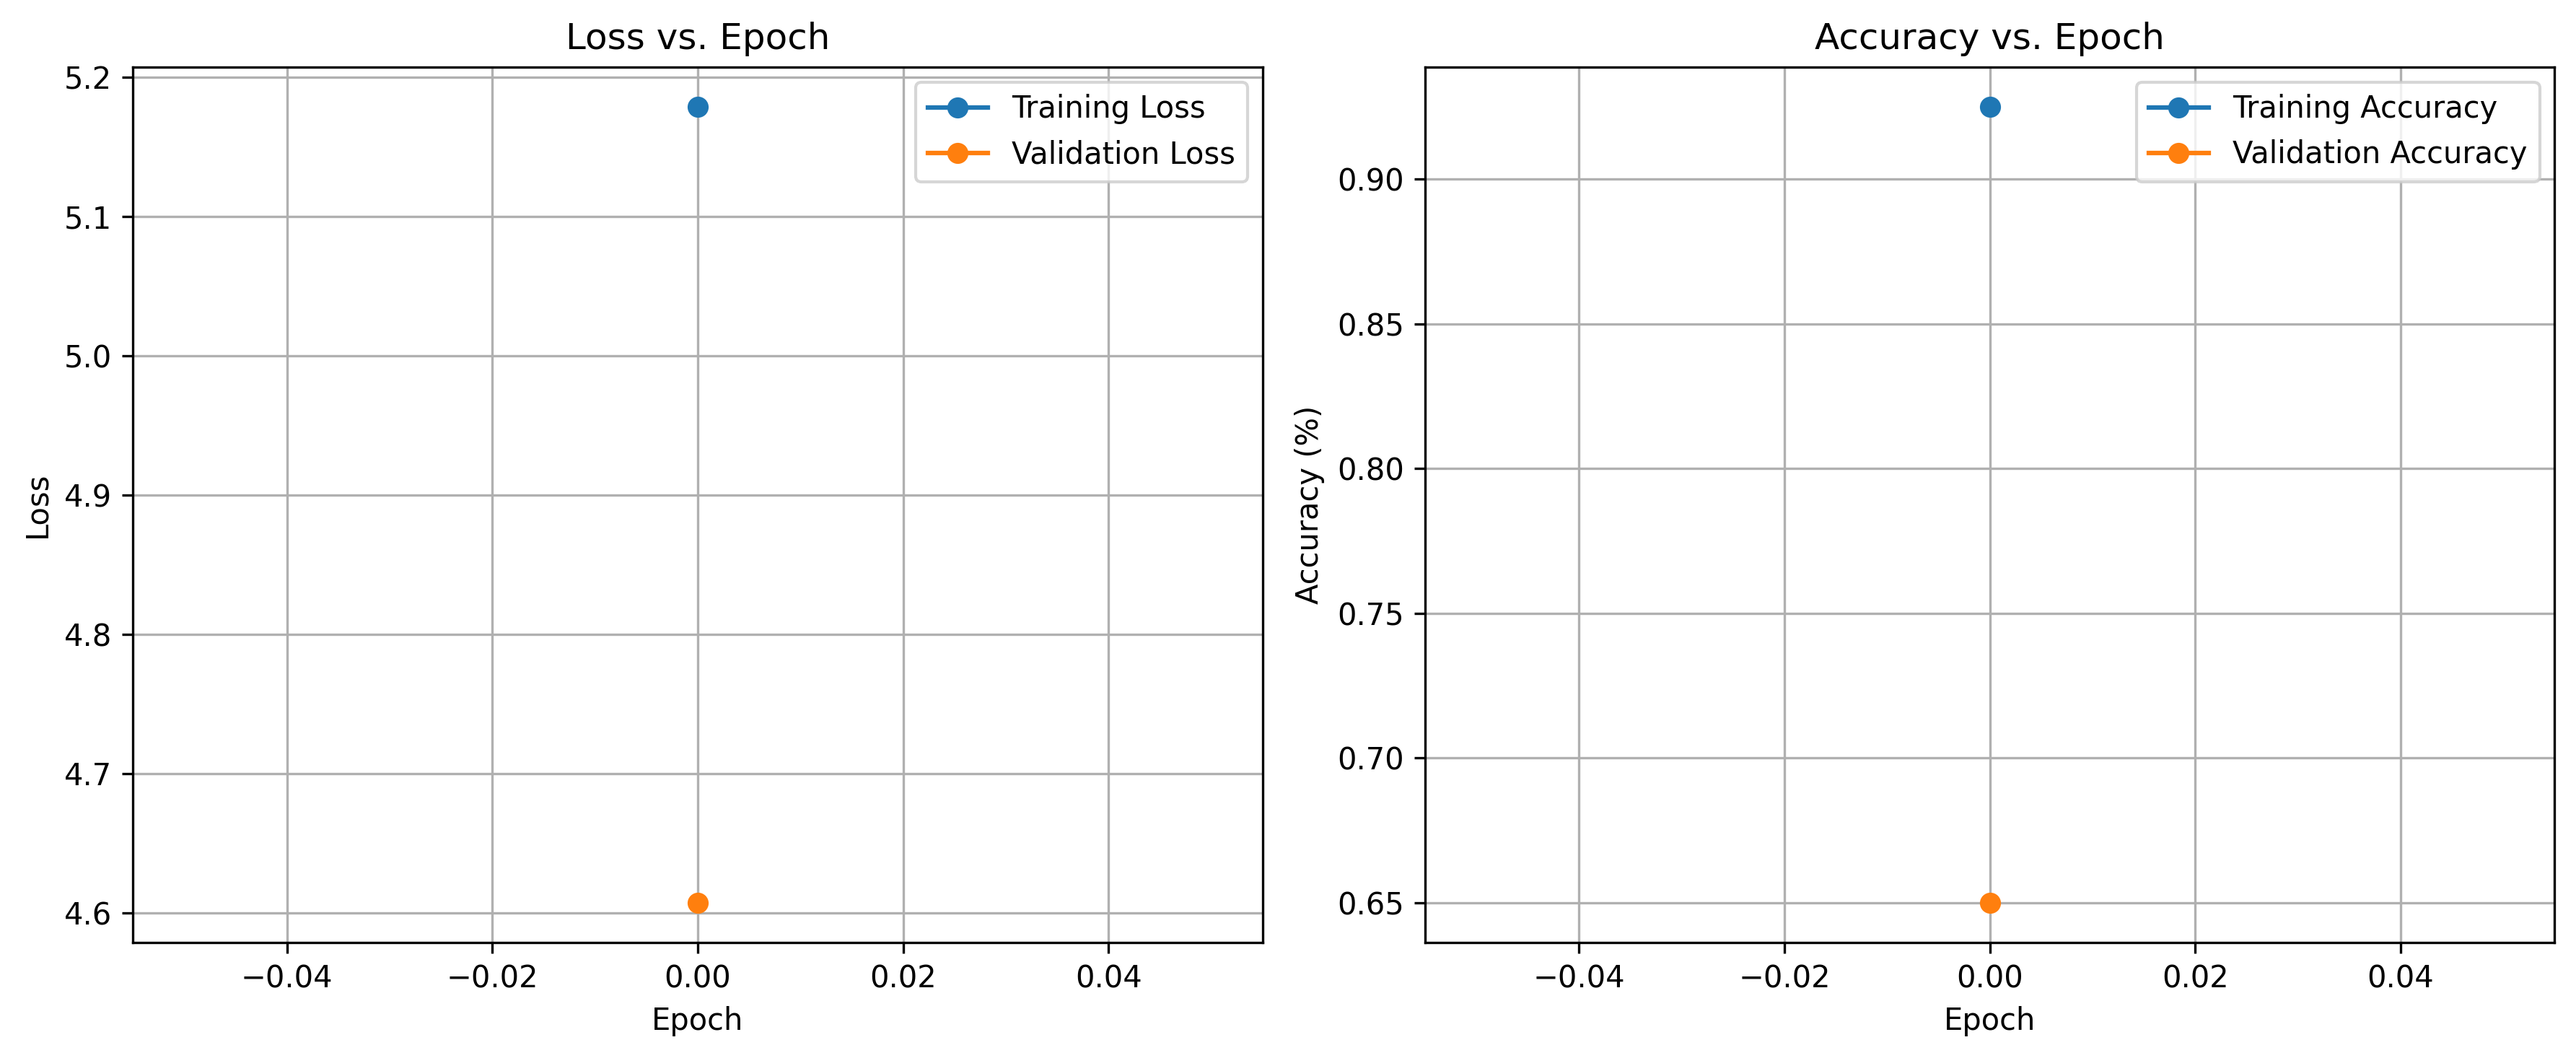 Loss vs. Epoch
Training Loss
Validation Loss
5.2
5.1
5.0
4.9
4.8
4.7
4.6
Loss
−0.04 −0.02 0.00 0.02 0.04
Epoch
Accuracy vs. Epoch
Training Accuracy
Validation Accuracy
0.90
0.85
0.80
0.75
0.70
0.65
Accuracy (%)
−0.04 −0.02 0.00 0.02 0.04
Epoch